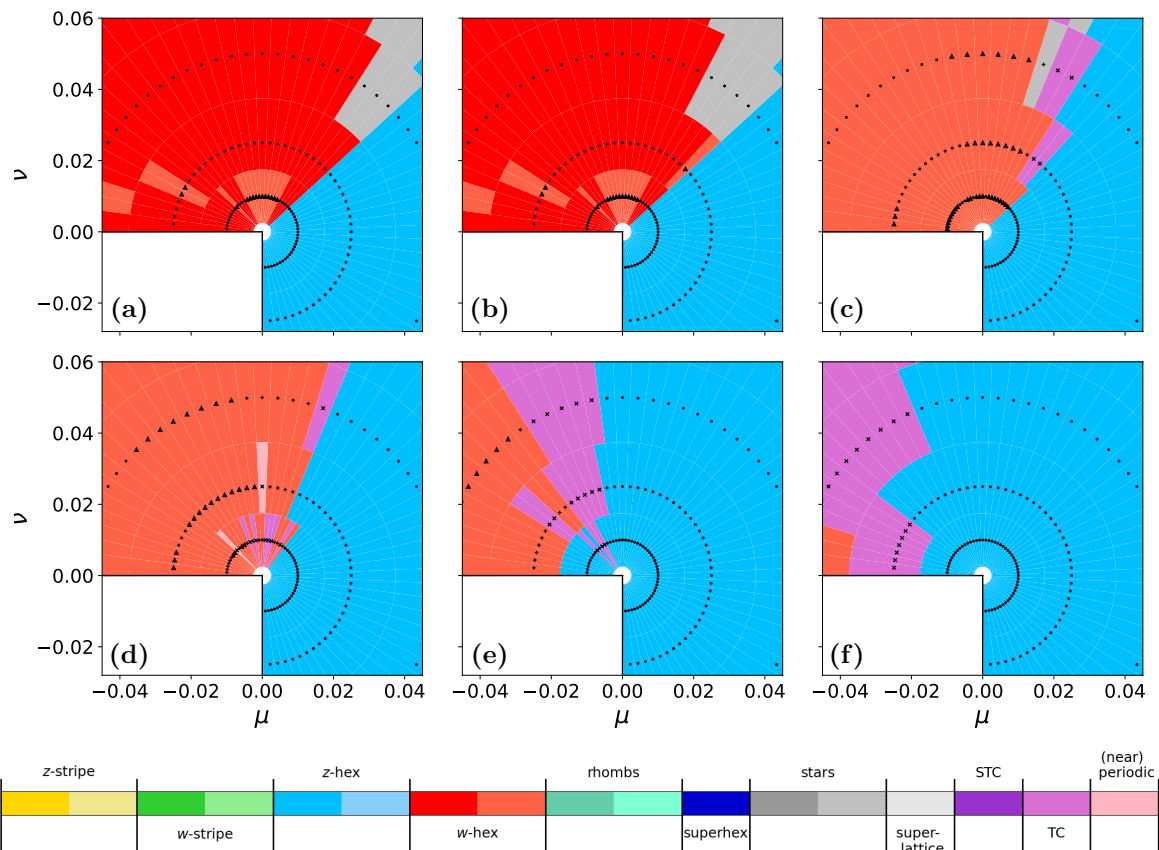 0.06
0.04
0.02
0.00
−0.02
ν
(a)
(b)
(c)
0.06
0.04
0.02
0.00
−0.02
ν
(d)
(e)
(f)
−0.04 −0.02 0.00 0.02 0.04
−0.04 −0.02 0.00 0.02 0.04
−0.04 −0.02 0.00 0.02 0.04
μ
μ
μ
z-stripe
z-hex
rhombs
stars
STC
(near)
periodic
w-stripe
w-hex
superhex
super-
lattice
TC